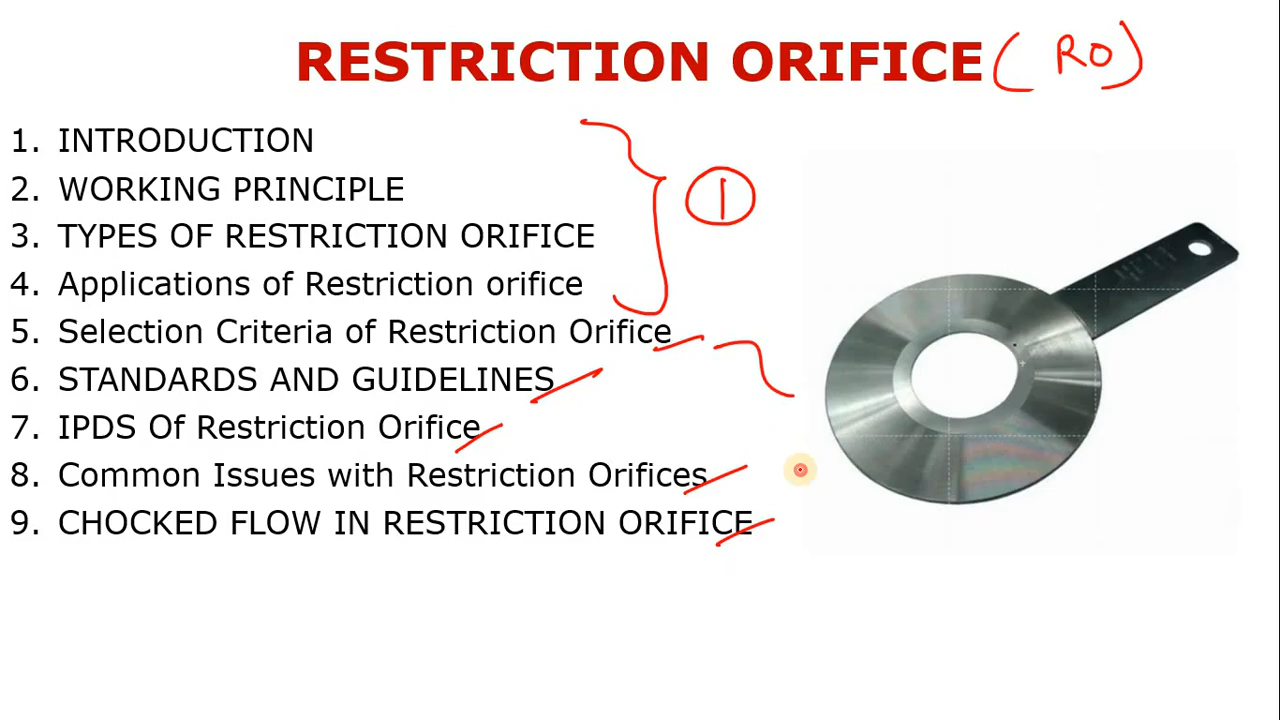 RESTRICTION ORIFICE (RO)
1. INTRODUCTION
2. WORKING PRINCIPLE
3. TYPES OF RESTRICTION ORIFICE
4. Applications of Restriction orifice
5. Selection Criteria of Restriction Orifice
6. STANDARDS AND GUIDELINES
7. IPDS Of Restriction Orifice
8. Common Issues with Restriction Orifices
9. CHOCKED FLOW IN RESTRICTION ORIFICE
1